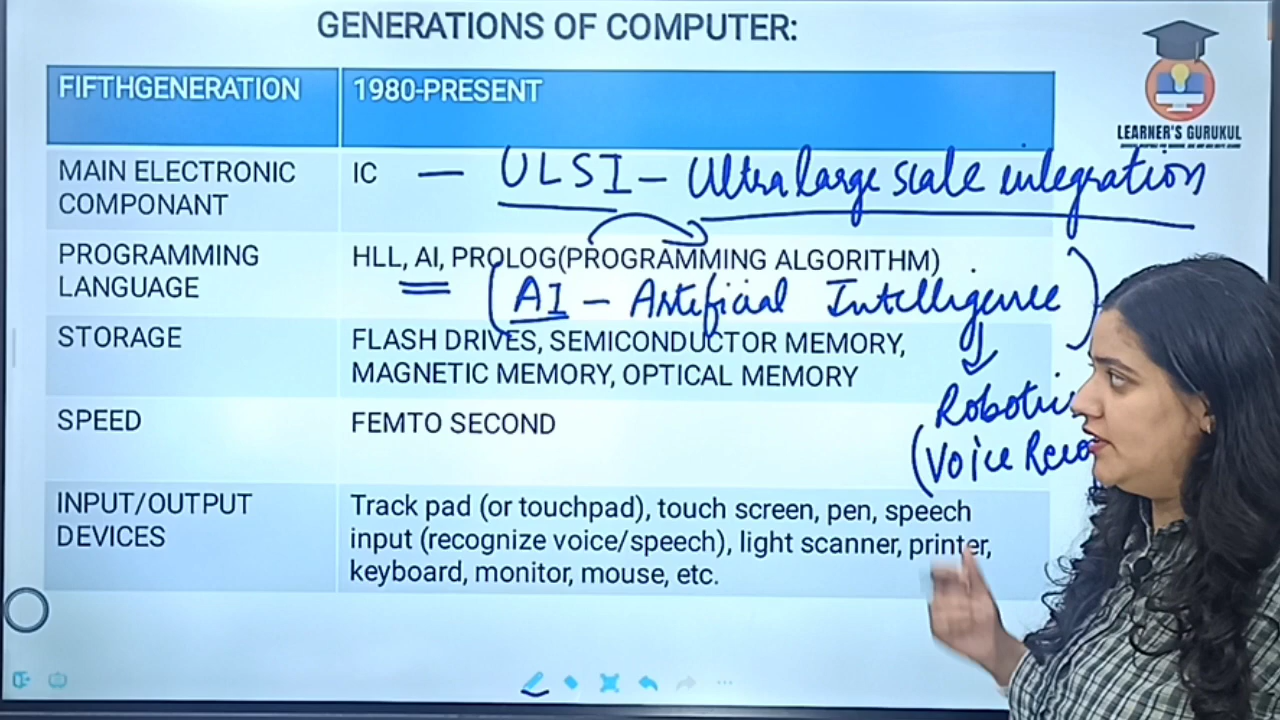 GENERATIONS OF COMPUTER:
LEARNER'S GURUKUL
FIFTHGENERATION 1980-PRESENT
MAIN ELECTRONIC COMPONANT
IC — ULSI – Ultra large scale integration
PROGRAMMING LANGUAGE
HLL, AI, PROLOG(PROGRAMMING ALGORITHM)
(AI – Artificial Intelligence)
STORAGE
FLASH DRIVES, SEMICONDUCTOR MEMORY,
MAGNETIC MEMORY, OPTICAL MEMORY
Robotic
(Voice
SPEED
FEMTO SECOND
INPUT/OUTPUT DEVICES
Track pad (or touchpad), touch screen, pen, speech
input (recognize voice/speech), light scanner, printer,
keyboard, monitor, mouse, etc.